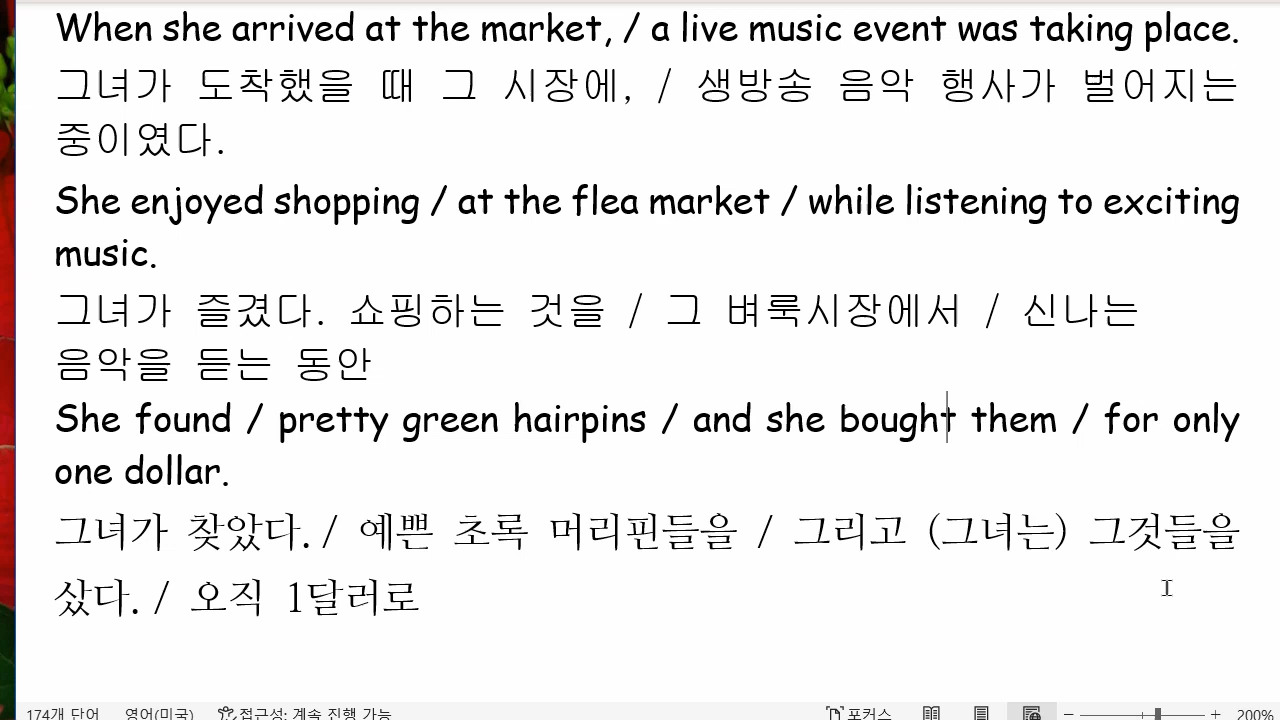 When she arrived at the market, / a live music event was taking place.
그녀가 도착했을 때 그 시장에, / 생방송 음악 행사가 벌어지는
중이였다.
She enjoyed shopping / at the flea market / while listening to exciting
music.
그녀가 즐겼다. 쇼핑하는 것을 / 그 벼룩시장에서 / 신나는
음악을 듣는 동안
She found / pretty green hairpins / and she bought them / for only
one dollar.
그녀가 찾았다. / 예쁜 초록 머리핀들을 / 그리고 (그녀는) 그것들을
샀다. / 오직 1달러로
174개 단어 영어(미국) 접근성: 계속 진행 가능 포커스 200%